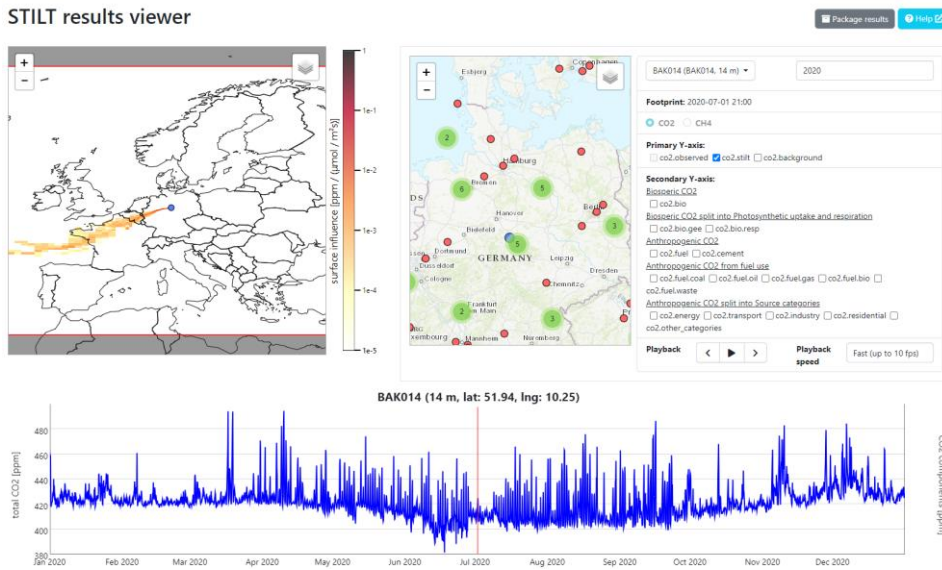 STILT results viewer
Package results
Help
+
−
1
1e-1
1e-2
1e-3
1e-4
1e-5
surface influence [ppm / (μmol / m²s)]
+
−
Esbjerg
Copenhagen
2
Hamburg
Bremen
6
5
DS
Hannover
Berlin
3
Bielefeld
5
Dortmund
GERMANY
Leipzig
Dusseldorf
Cologne
Dresden
Chemnitz
2
Frankfurt
am Main
3
Mannheim
Nuremberg
BAK014 (BAK014, 14 m)
2020
Footprint: 2020-07-01 21:00
CO2 CH4
Primary Y-axis:
co2.observed co2.stilt co2.background
Secondary Y-axis:
Biosperic CO2
co2.bio
Biosperic CO2 split into Photosynthetic uptake and respiration
co2.bio.gee co2.bio.resp
Anthropogenic CO2
co2.fuel co2.cement
Anthropogenic CO2 from fuel use
co2.fuel.coal co2.fuel.oil co2.fuel.gas co2.fuel.bio
co2.fuel.waste
Anthropogenic CO2 split into Source categories
co2.energy co2.transport co2.industry co2.residential
co2.other_categories
Playback
Playback
speed
Fast (up to 10 fps)
BAK014 (14 m, lat: 51.94, lng: 10.25)
total CO2 [ppm]
480
460
440
420
400
380
Jan 2020 Feb 2020 Mar 2020 Apr 2020 May 2020 Jun 2020 Jul 2020 Aug 2020 Sep 2020 Oct 2020 Nov 2020 Dec 2020
CO2 components [ppm]